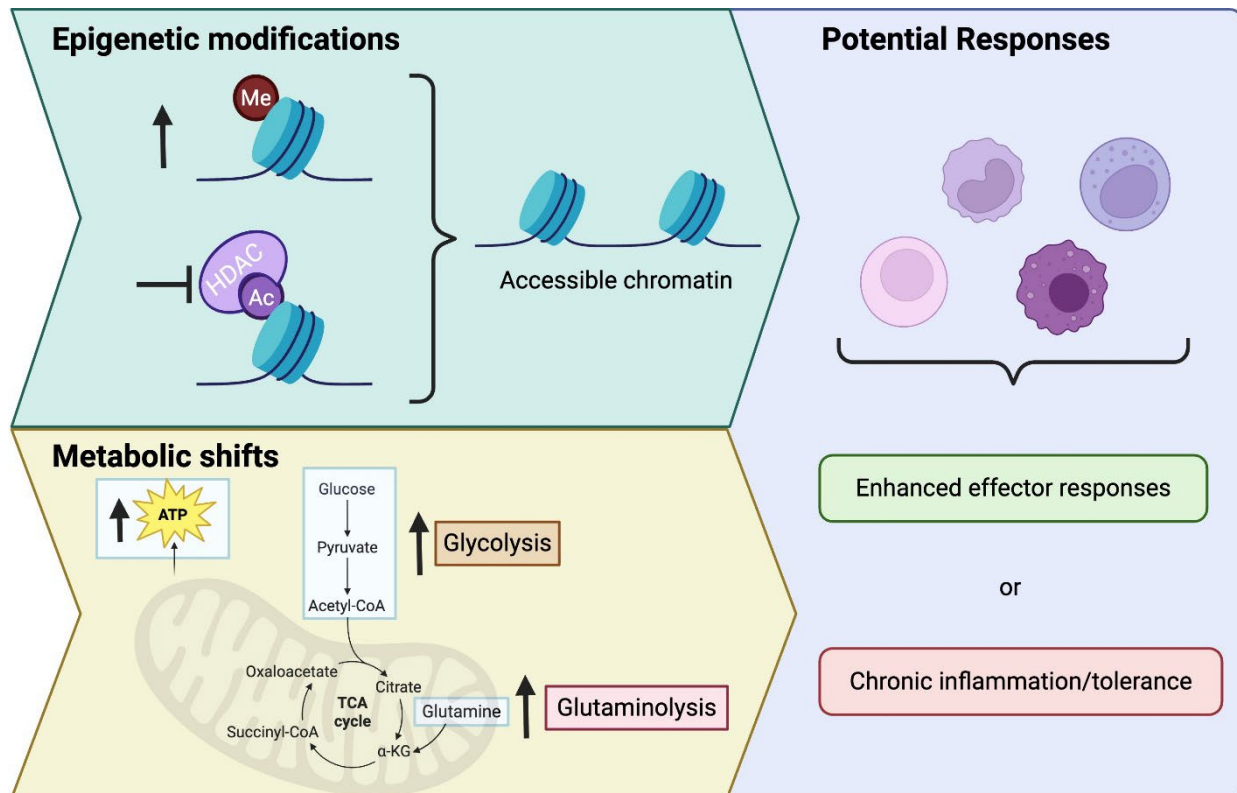 Epigenetic modifications
Me
HDAC
Ac
Accessible chromatin
Metabolic shifts
ATP
Glucose
Pyruvate
Acetyl-CoA
Glycolysis
Oxaloacetate
Citrate
TCA
cycle
Glutamine
Glutaminolysis
Succinyl-CoA
α-KG
Potential Responses
Enhanced effector responses
or
Chronic inflammation/tolerance